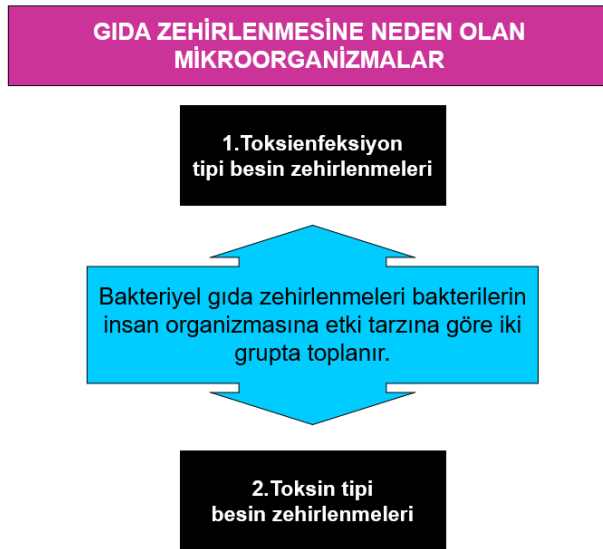 GIDA ZEHİRLENMESİNE NEDEN OLAN
MİKROORGANİZMALAR
1.Toksienfeksiyon
tipi besin zehirlenmeleri
Bakteriyel gıda zehirlenmeleri bakterilerin
insan organizmasına etki tarzına göre iki
grupta toplanır.
2.Toksin tipi
besin zehirlenmeleri